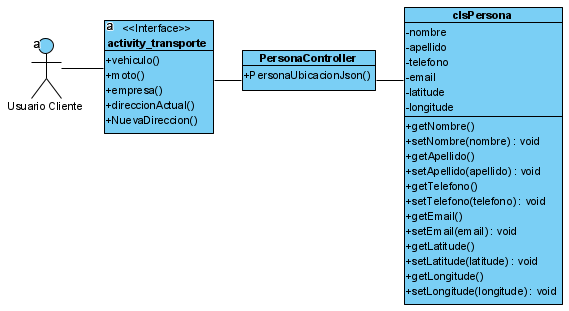 a
Usuario Cliente
a
<<Interface>>
activity_transporte
+vehiculo()
+moto()
+empresa()
+direccionActual()
+NuevaDireccion()
PersonaController
+PersonaUbicacionJson()
clsPersona
-nombre
-apellido
-telefono
-email
-latitude
-longitude
+getNombre()
+setNombre(nombre) : void
+getApellido()
+setApellido(apellido) : void
+getTelefono()
+setTelefono(telefono) : void
+getEmail()
+setEmail(email) : void
+getLatitude()
+setLatitude(latitude) : void
+getLongitude()
+setLongitude(longitude) : void